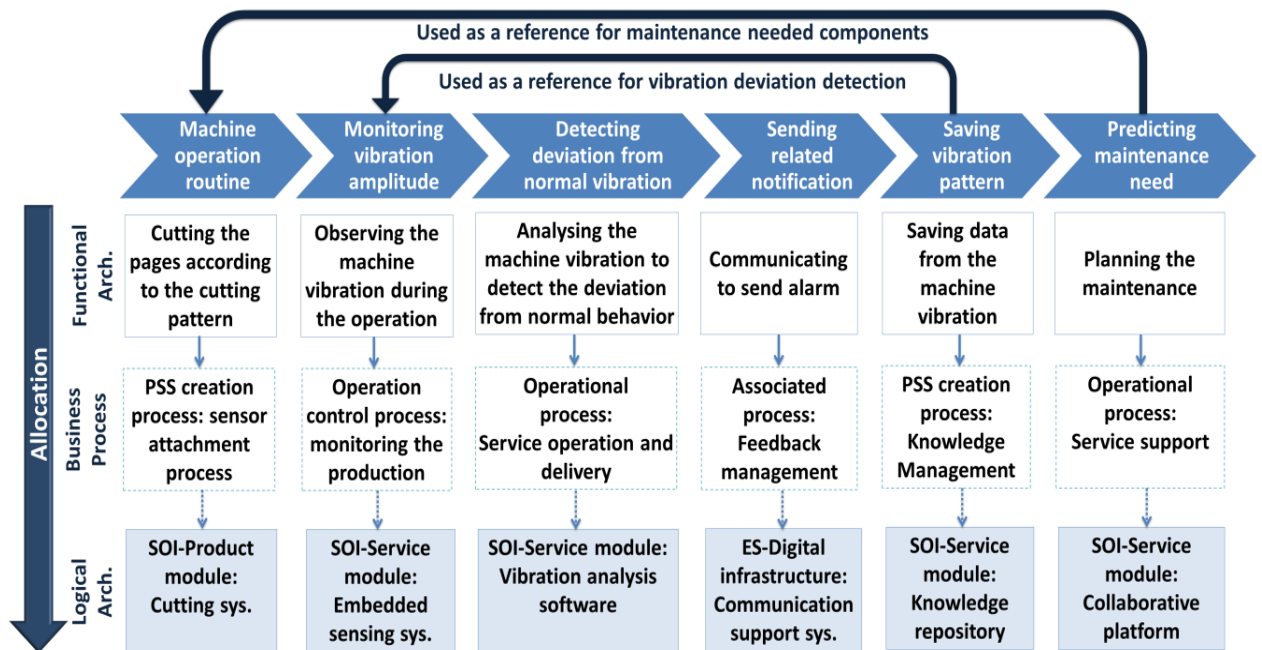 Used as a reference for maintenance needed components
Used as a reference for vibration deviation detection
Machine
operation
routine
Monitoring
vibration
amplitude
Detecting
deviation from
normal vibration
Sending
related
notification
Saving
vibration
pattern
Predicting
maintenance
need
Allocation
Functional
Arch.
Cutting the
pages according
to the cutting
pattern
Observing the
machine
vibration during
the operation
Analysing the
machine vibration to
detect the deviation
from normal behavior
Communicating
to send alarm
Saving data
from the
machine
vibration
Planning the
maintenance
Business
Process
PSS creation
process: sensor
attachment
process
Operation
control process:
monitoring the
production
Operational
process:
Service operation and
delivery
Associated
process:
Feedback
management
PSS creation
process:
Knowledge
Management
Operational
process:
Service support
Logical
Arch.
SOI-Product
module:
Cutting sys.
SOI-Service
module:
Embedded
sensing sys.
SOI-Service module:
Vibration analysis
software
ES-Digital
infrastructure:
Communication
support sys.
SOI-Service
module:
Knowledge
repository
SOI-Service
module:
Collaborative
platform